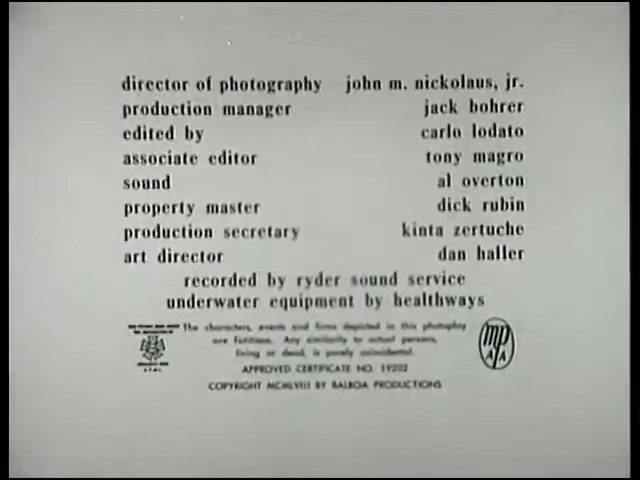 director of photography john m. nickolaus, jr.
production manager jack bohrer
edited by carlo lodato
associate editor tony magro
sound al overton
property master dick rubin
production secretary kinta zertuche
art director dan haller
recorded by ryder sound service
underwater equipment by healthways
The characters, events and firms depicted in this photoplay
are fictitious. Any similarity to actual persons,
living or dead, is purely coincidental.
APPROVED CERTIFICATE NO. 19202
COPYRIGHT MCMLVIII BY BALBOA PRODUCTIONS
mp
A A